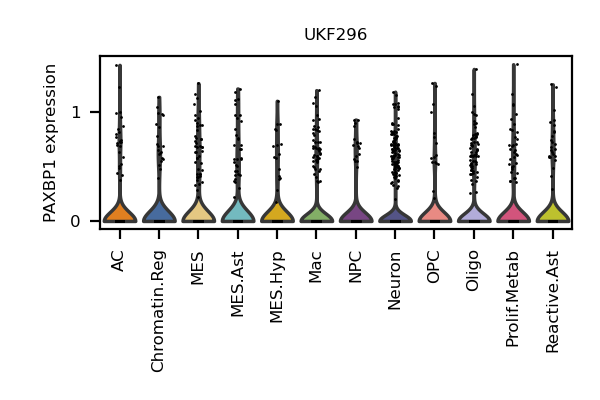 UKF296
PAXBP1 expression
1
0
AC
Chromatin.Reg
MES
MES.Ast
MES.Hyp
Mac
NPC
Neuron
OPC
Oligo
Prolif.Metab
Reactive.Ast